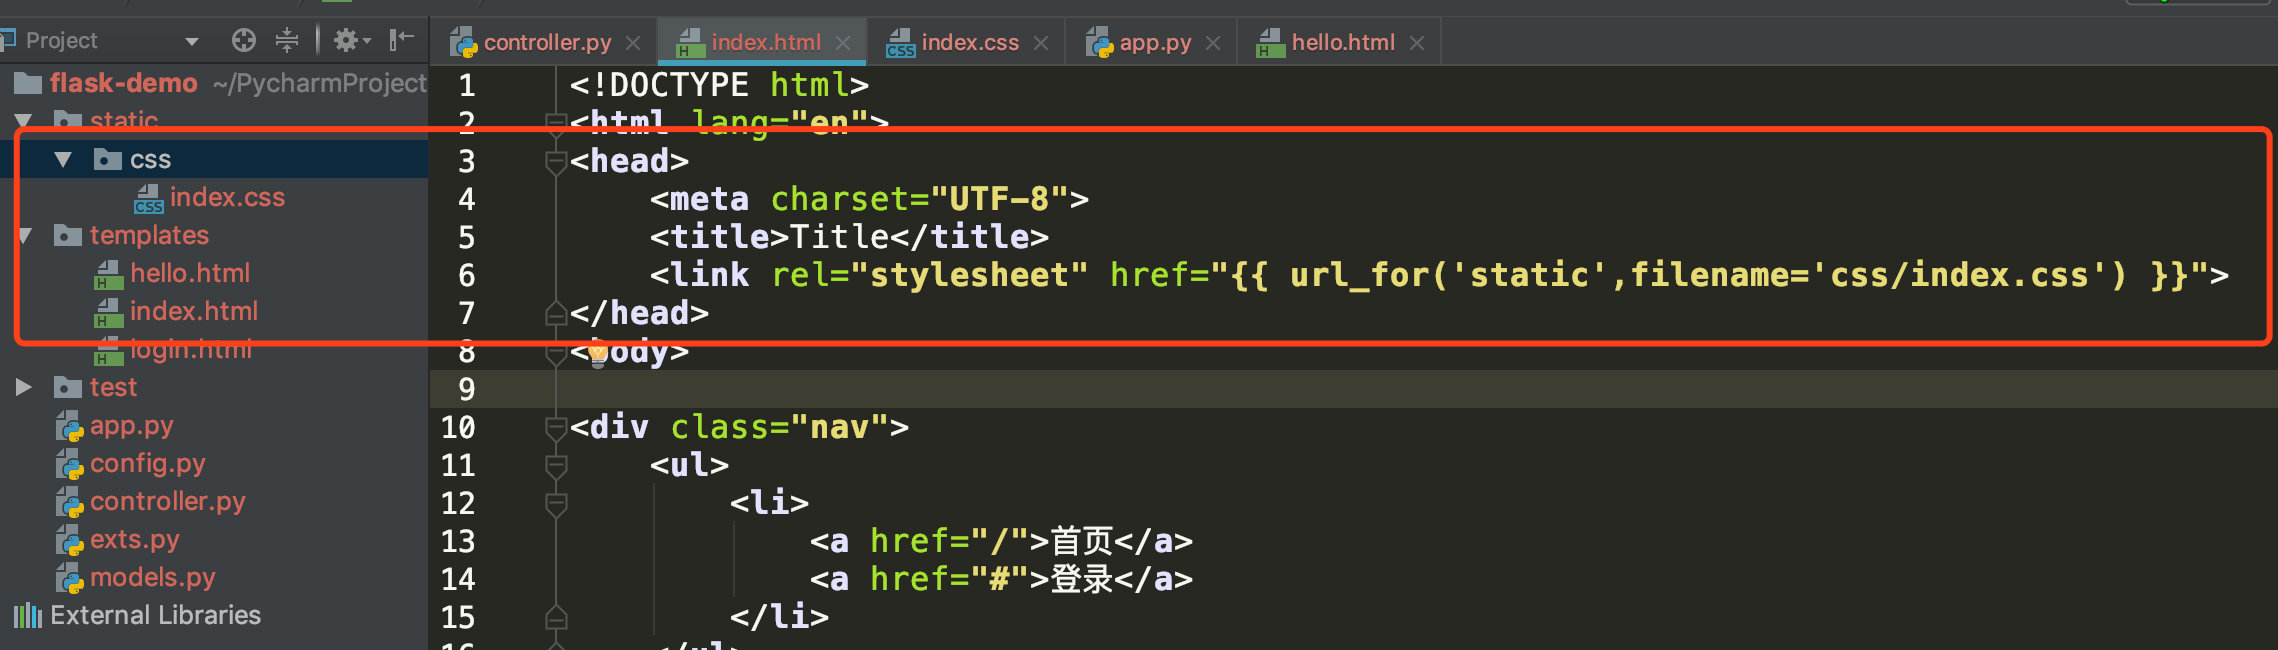 Project
controller.py
index.html
index.css
app.py
hello.html
flask-demo ~/PycharmProject
static
css
index.css
templates
hello.html
index.html
login.html
test
app.py
config.py
controller.py
exts.py
models.py
External Libraries
1 <!DOCTYPE html>
2 <html lang="en">
3 <head>
4 <meta charset="UTF-8">
5 <title>Title</title>
6 <link rel="stylesheet" href="{{ url_for('static',filename='css/index.css') }}">
7 </head>
8 <body>
9
10 <div class="nav">
11 <ul>
12 <li>
13 <a href="/">首页</a>
14 <a href="#">登录</a>
15 </li>
16 </ul>